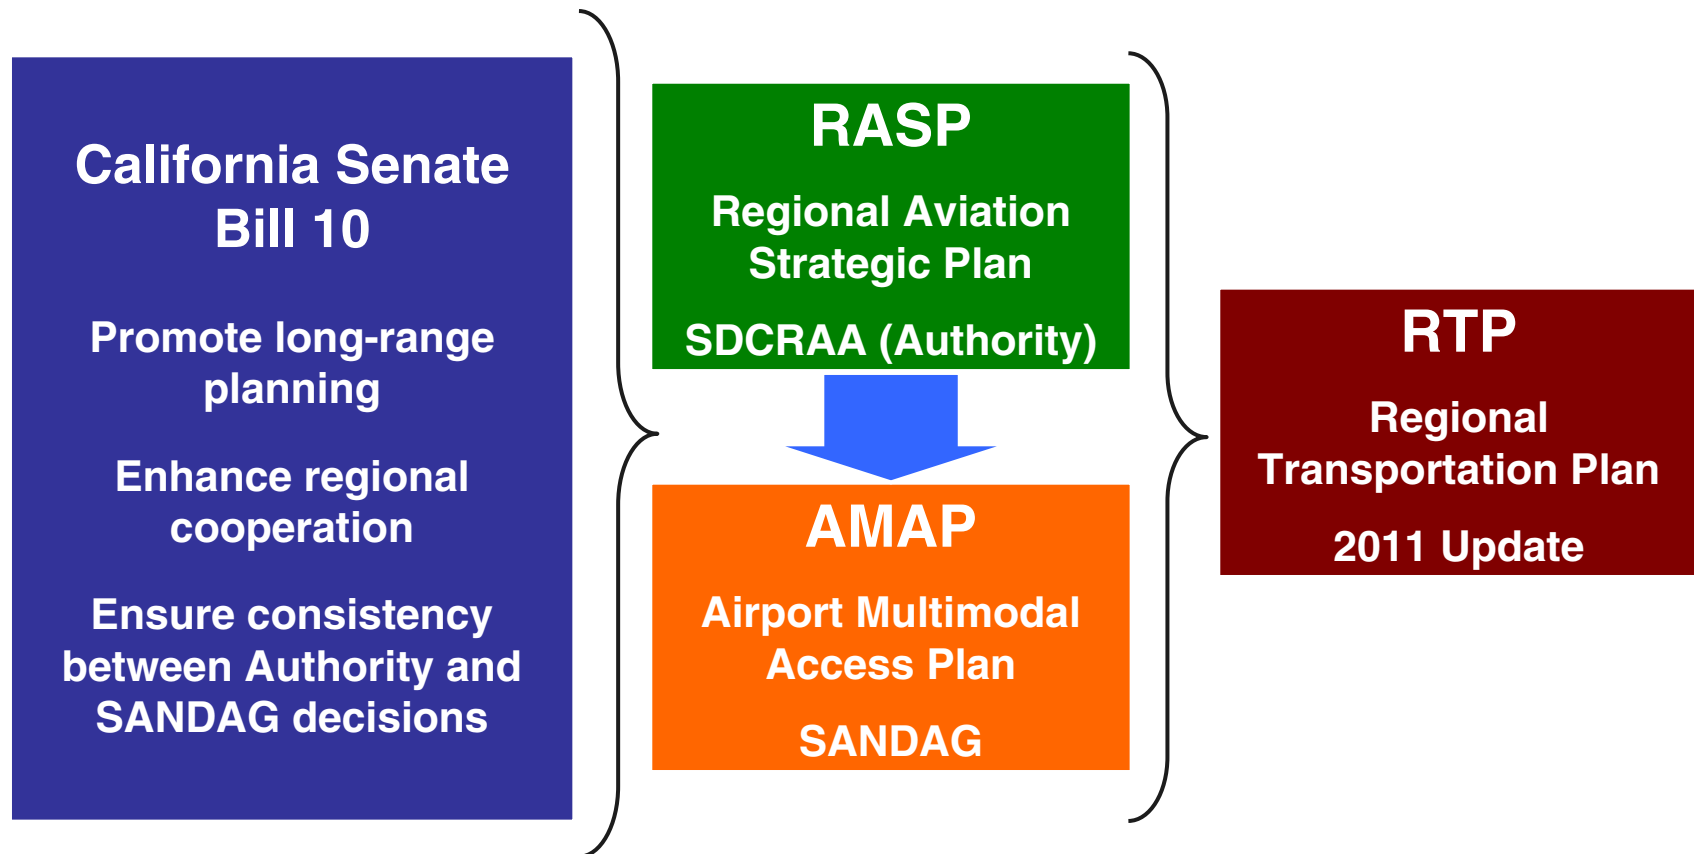 California Senate
Bill 10
Promote long-range
planning
Enhance regional
cooperation
Ensure consistency
between Authority and
SANDAG decisions
RASP
Regional Aviation
Strategic Plan
SDCRAA (Authority)
AMAP
Airport Multimodal
Access Plan
SANDAG
RTP
Regional
Transportation Plan
2011 Update